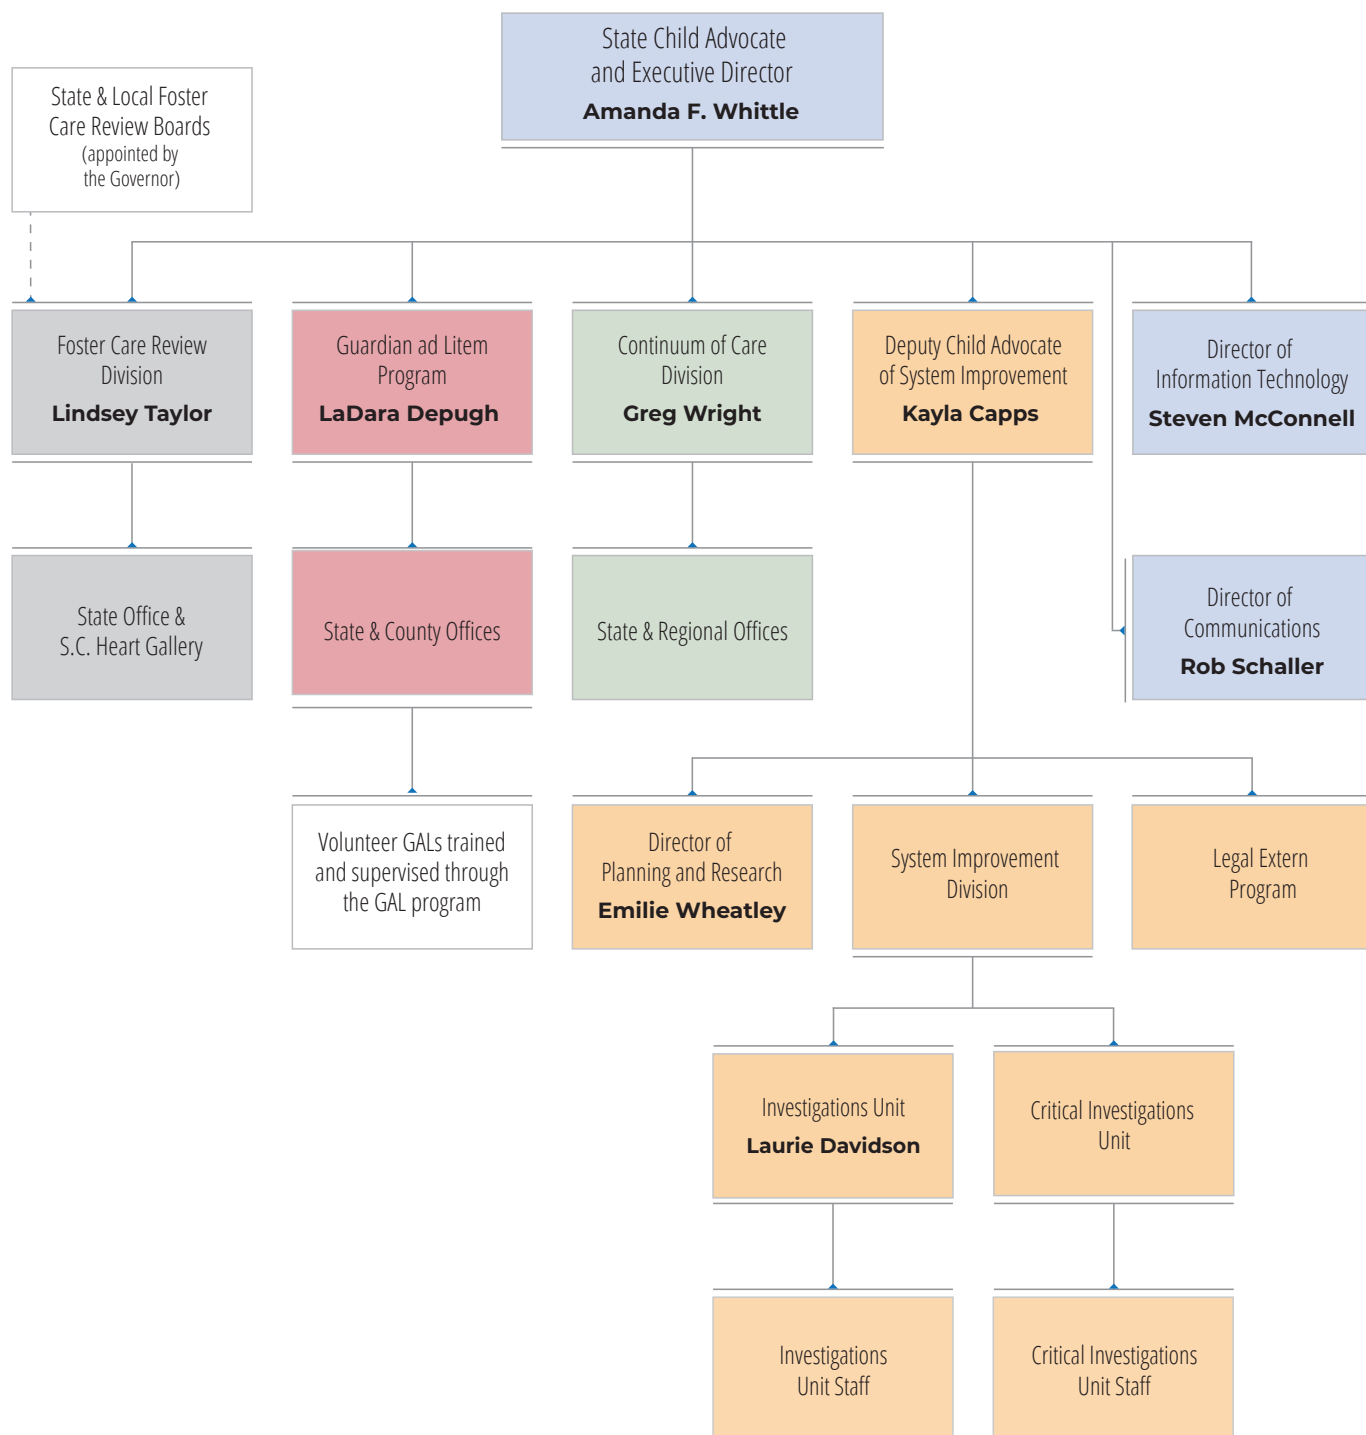 State Child Advocate
and Executive Director
Amanda F. Whittle
State & Local Foster
Care Review Boards
(appointed by
the Governor)
Foster Care Review
Division
Lindsey Taylor
Guardian ad Litem
Program
LaDara Depugh
Continuum of Care
Division
Greg Wright
Deputy Child Advocate
of System Improvement
Kayla Capps
Director of
Information Technology
Steven McConnell
State Office &
S.C. Heart Gallery
State & County Offices
State & Regional Offices
Director of
Communications
Rob Schaller
Volunteer GALs trained
and supervised through
the GAL program
Director of
Planning and Research
Emilie Wheatley
System Improvement
Division
Legal Extern
Program
Investigations Unit
Laurie Davidson
Critical Investigations
Unit
Investigations
Unit Staff
Critical Investigations
Unit Staff